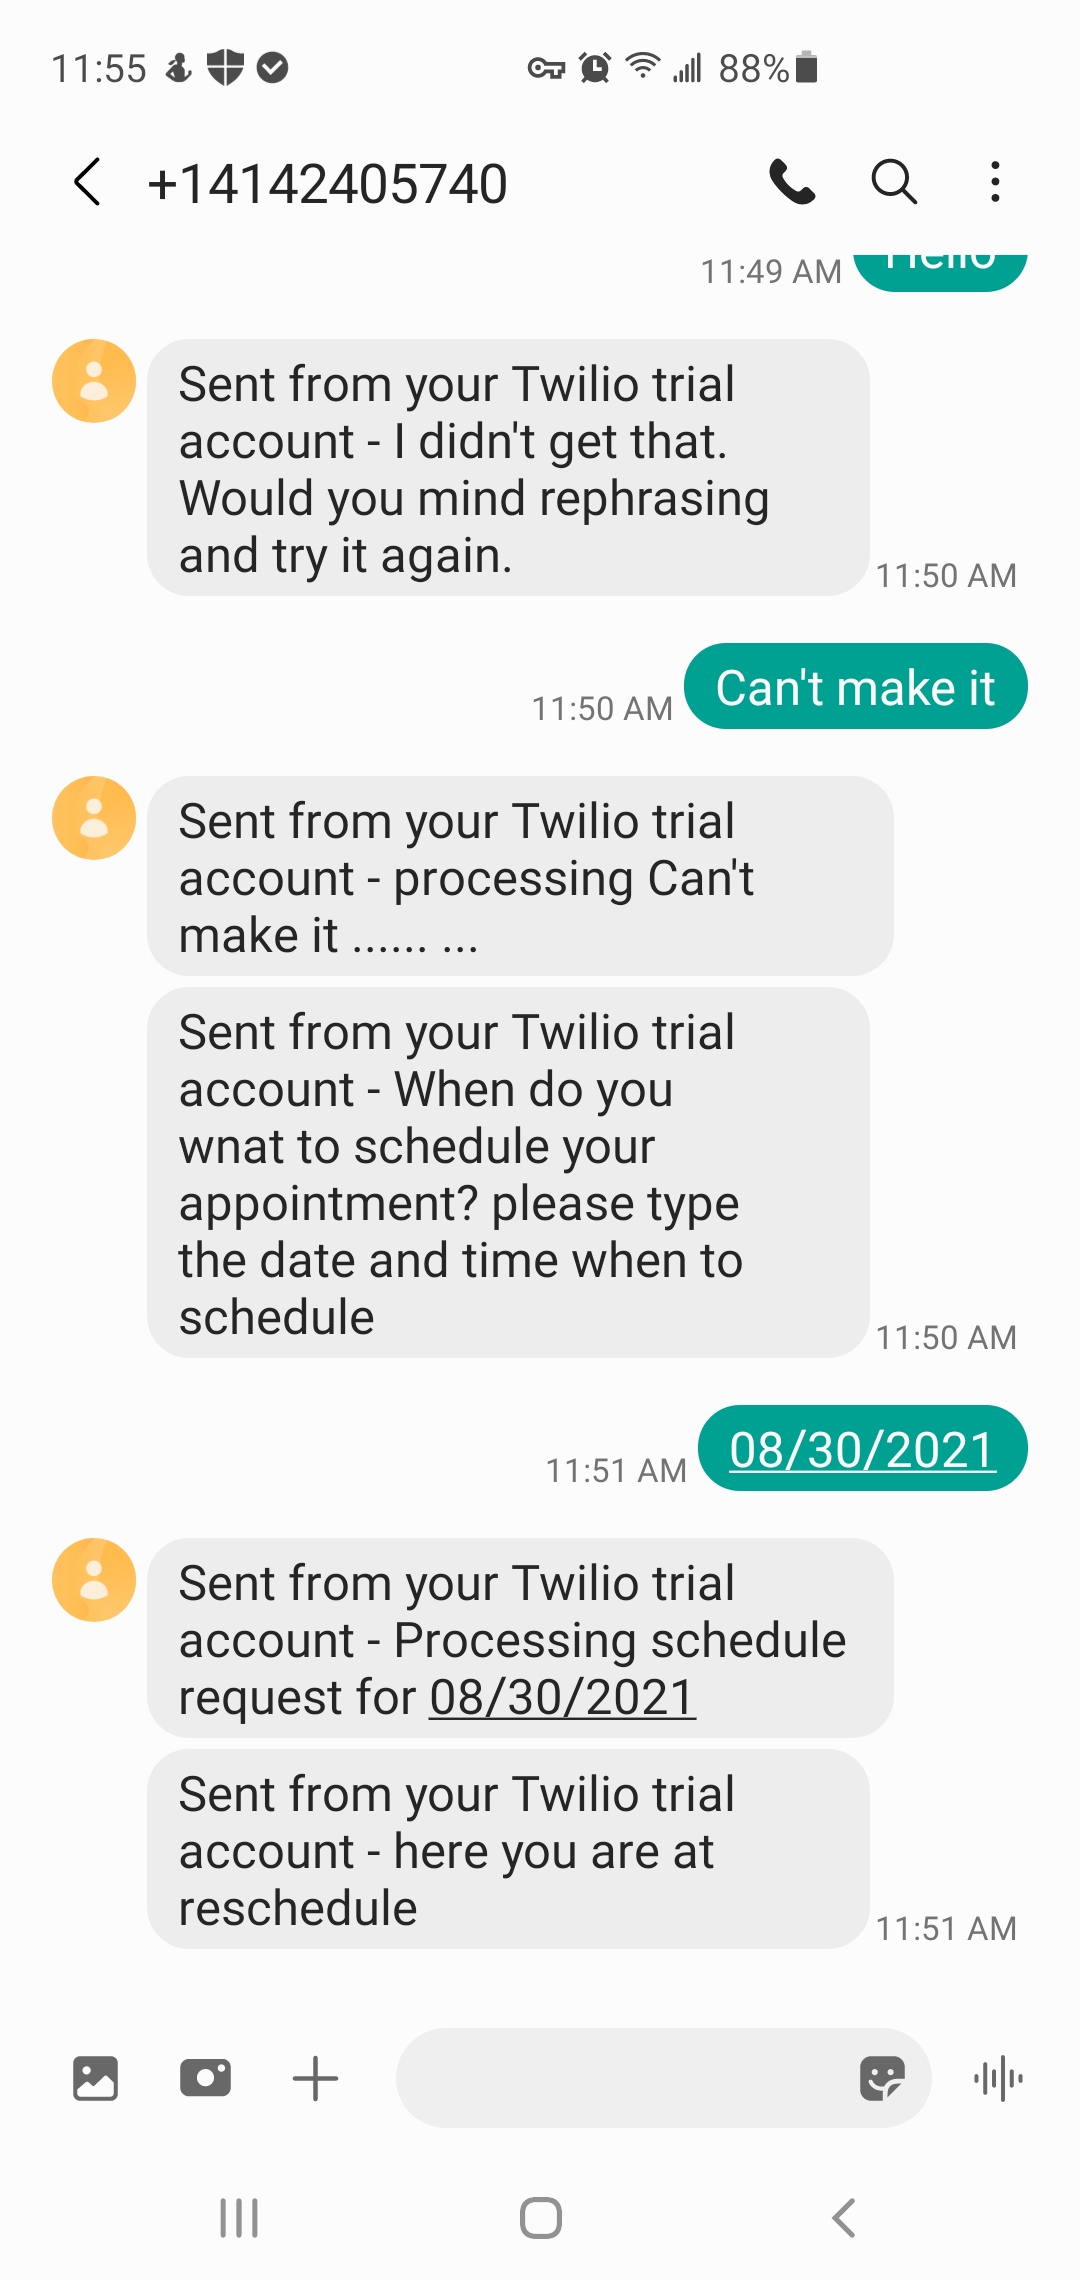 11:55
88%
+14142405740
11:49 AM
Hello
Sent from your Twilio trial
account - I didn't get that.
Would you mind rephrasing
and try it again.
11:50 AM
Can't make it
11:50 AM
Sent from your Twilio trial
account - processing Can't
make it ...... ...
Sent from your Twilio trial
account - When do you
wnat to schedule your
appointment? please type
the date and time when to
schedule
11:50 AM
08/30/2021
11:51 AM
Sent from your Twilio trial
account - Processing schedule
request for 08/30/2021
Sent from your Twilio trial
account - here you are at
reschedule
11:51 AM